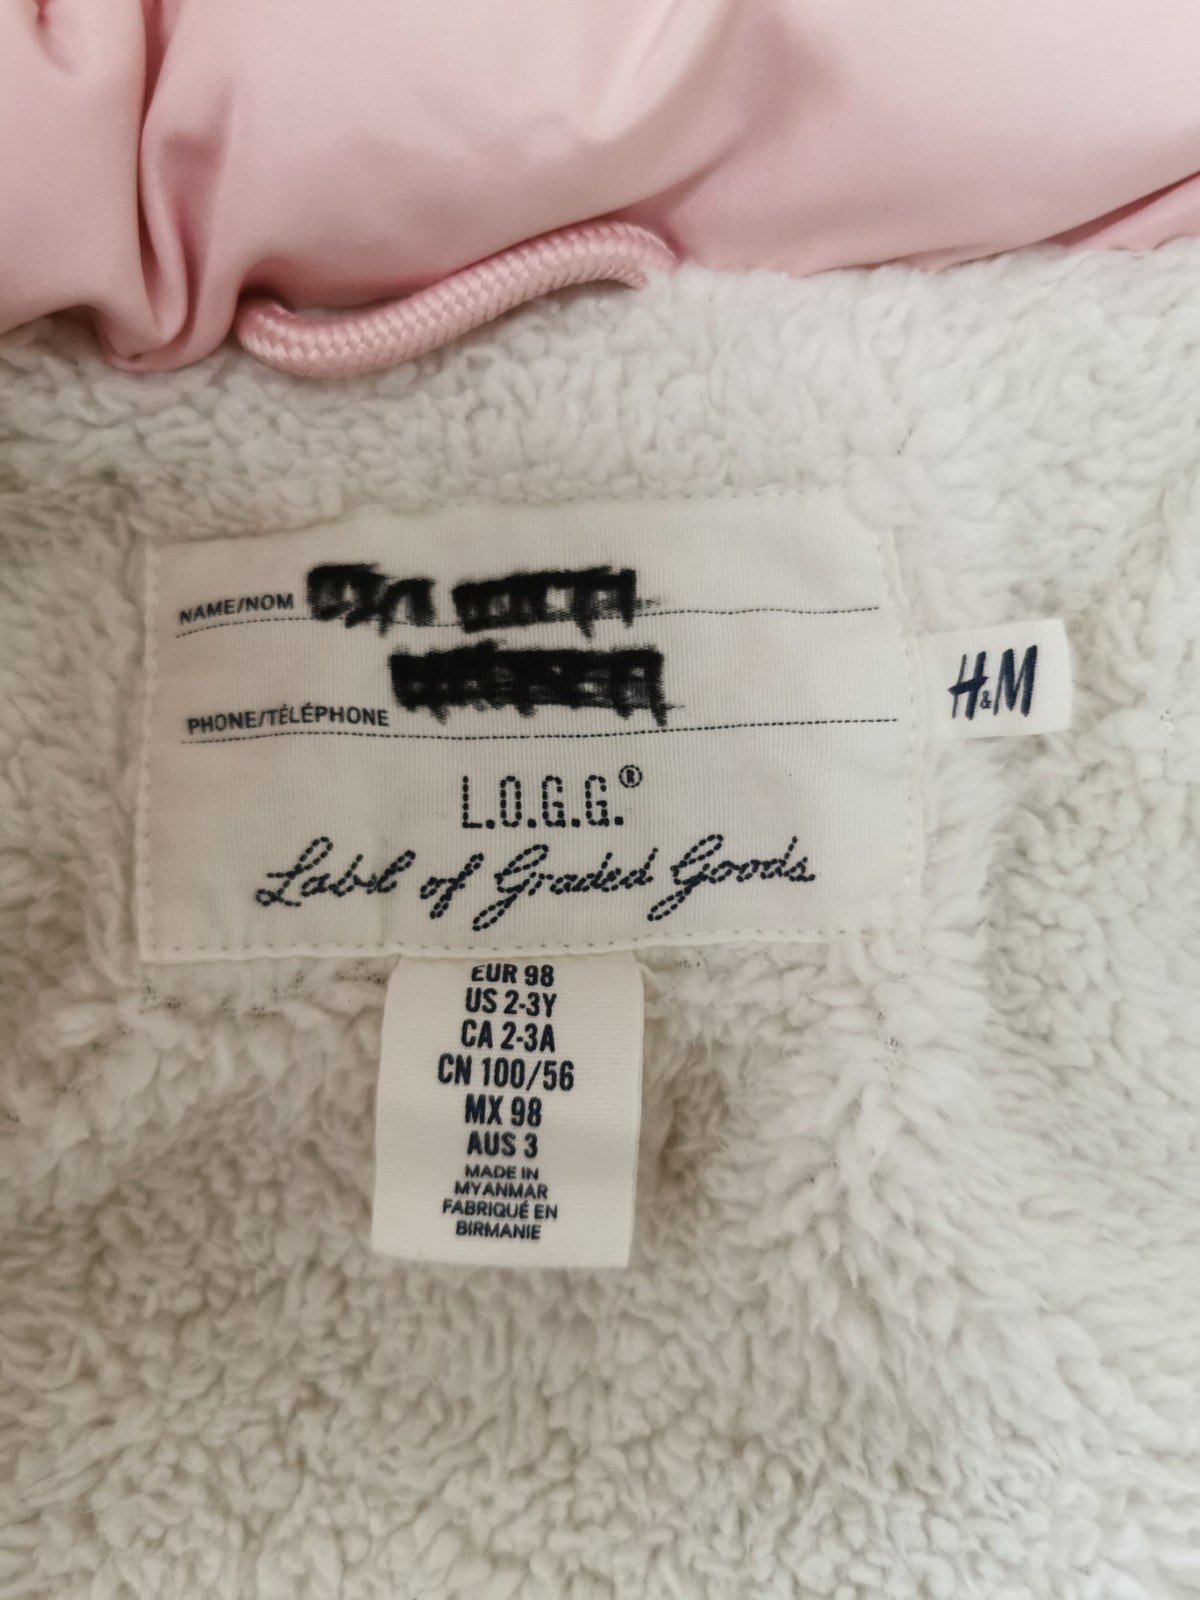 NAME/NOM
PHONE/TÉLÉPHONE
H&M
L.O.G.G.®
Label of Graded Goods
EUR 98
US 2-3Y
CA 2-3A
CN 100/56
MX 98
AUS 3
MADE IN
MYANMAR
FABRIQUÉ EN
BIRMANIE